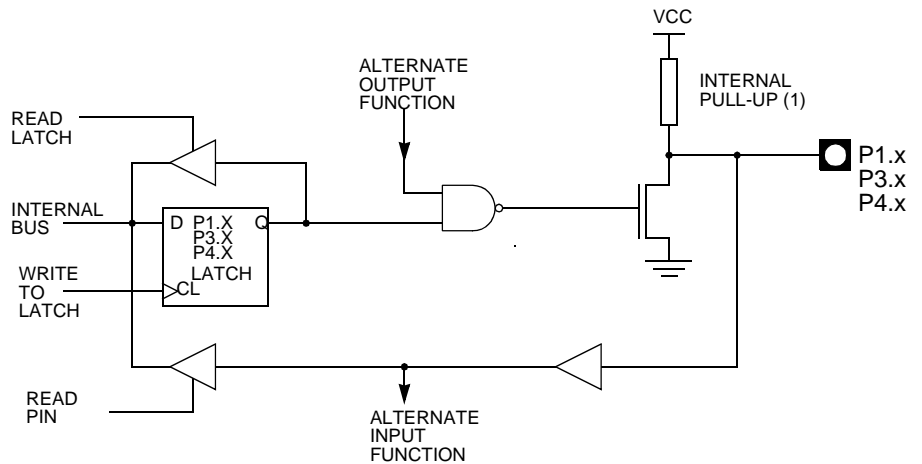 VCC
ALTERNATE
OUTPUT
FUNCTION
INTERNAL
PULL-UP (1)
READ
LATCH
P1.x
P3.x
P4.x
INTERNAL
BUS
D P1.X Q
P3.X
P4.X
LATCH
CL
WRITE
TO
LATCH
READ
PIN
ALTERNATE
INPUT
FUNCTION